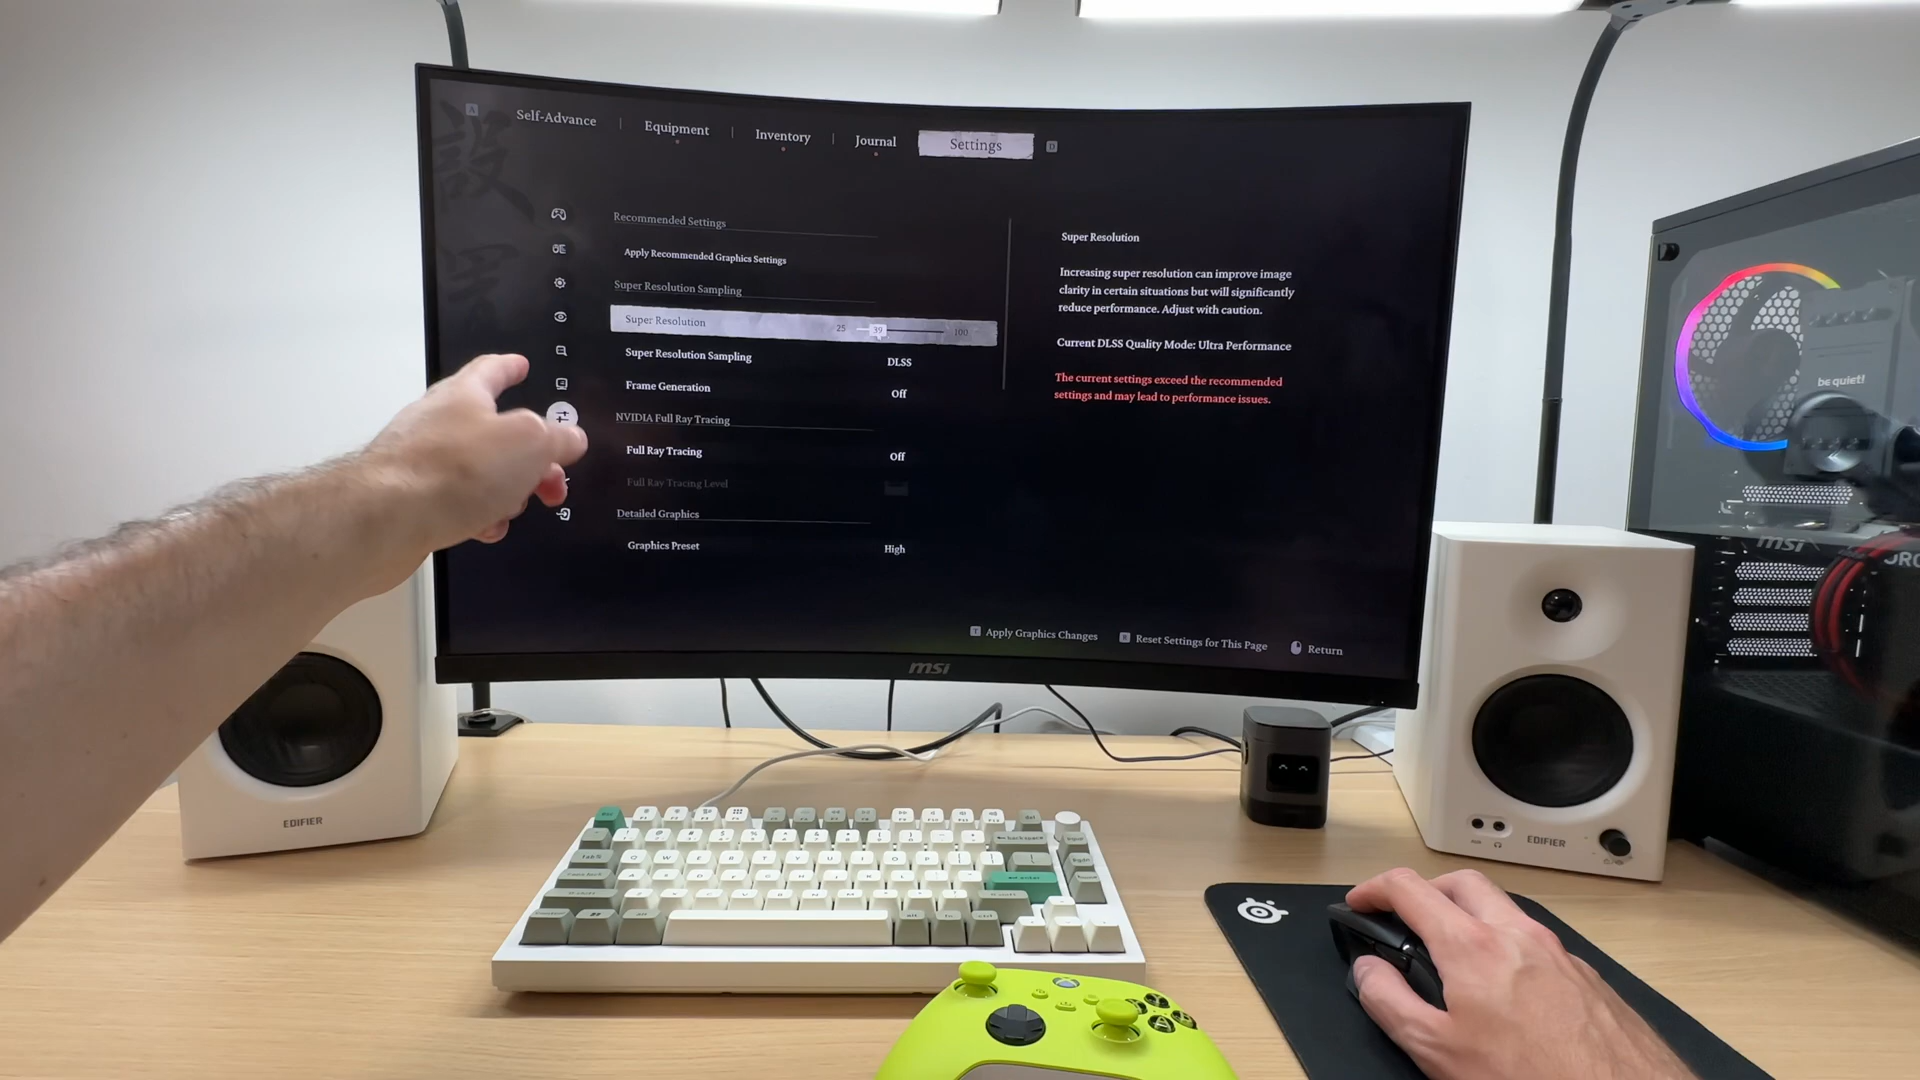 A
Self-Advance
Equipment
Inventory
Journal
Settings
D
設
Recommended Settings
Apply Recommended Graphics Settings
Super Resolution Sampling
Super Resolution
25
39
100
Super Resolution Sampling
DLSS
Frame Generation
Off
NVIDIA Full Ray Tracing
Full Ray Tracing
Off
Full Ray Tracing Level
Detailed Graphics
Graphics Preset
High
Super Resolution
Increasing super resolution can improve image
clarity in certain situations but will significantly
reduce performance. Adjust with caution.
Current DLSS Quality Mode: Ultra Performance
The current settings exceed the recommended
settings and may lead to performance issues.
T
Apply Graphics Changes
R
Reset Settings for This Page
Return
msi
be quiet!
msi
EDIFIER
EDIFIER
backspace
enter
Q W E R T Y U I O P